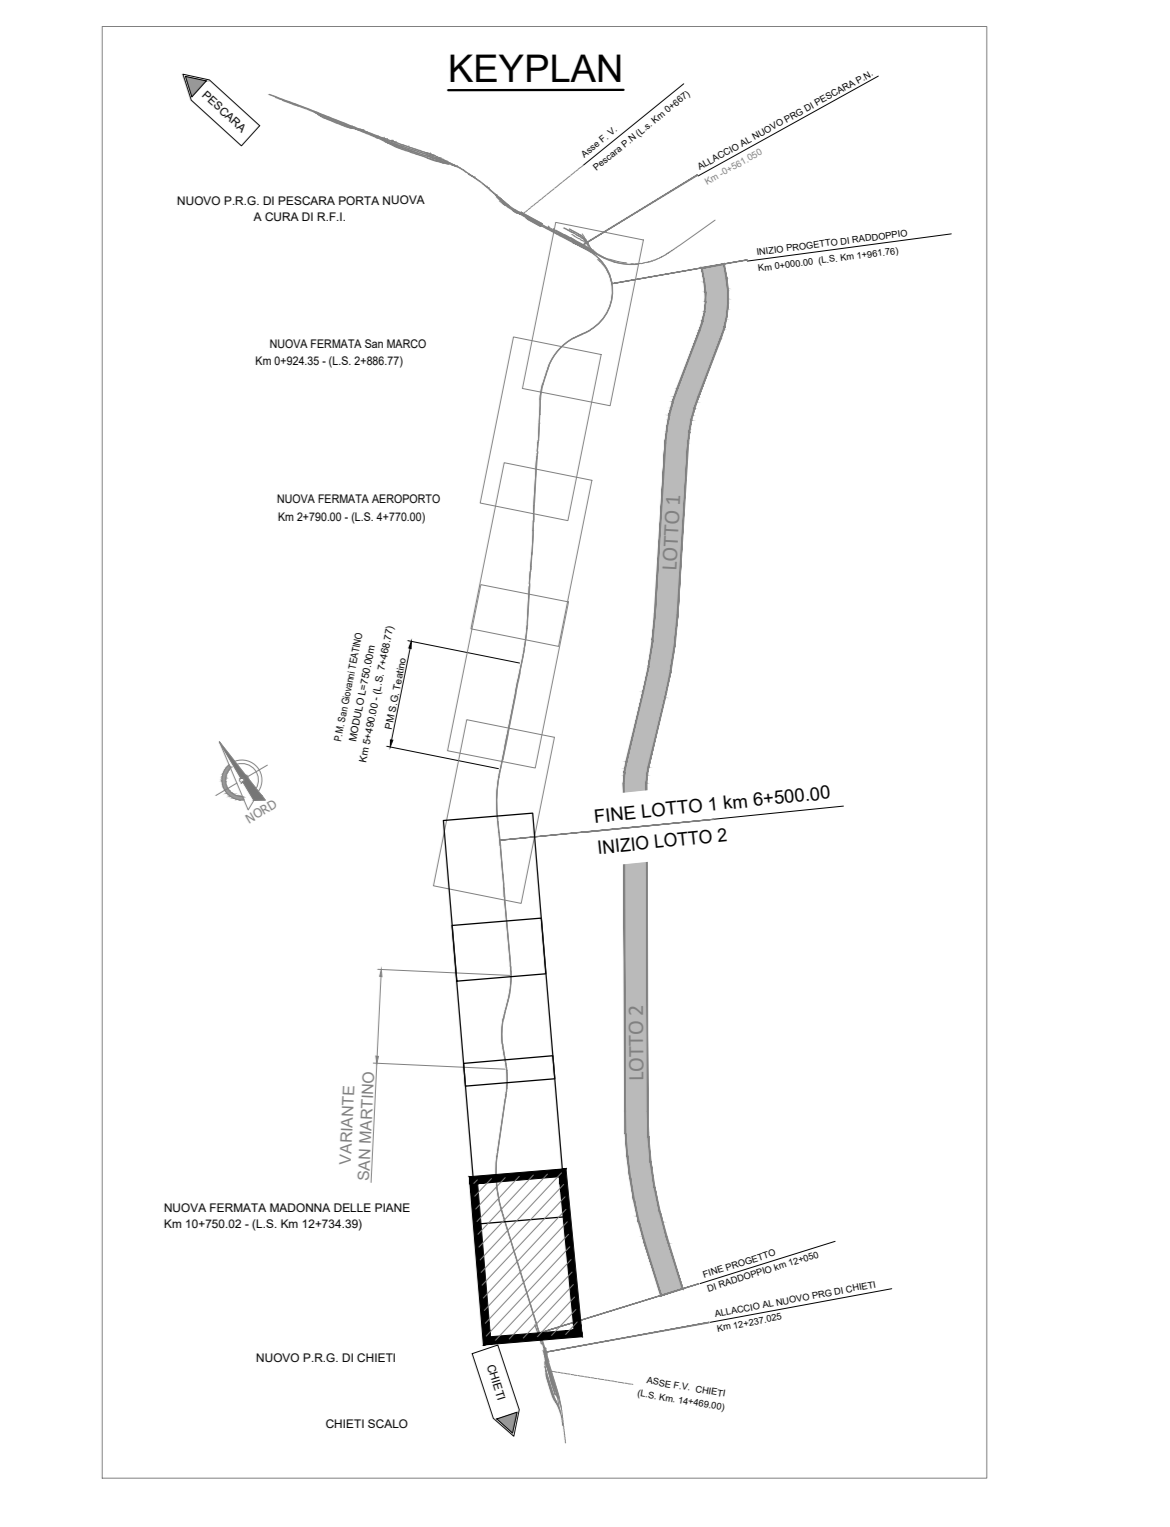 KEYPLAN
PESCARA
Asse F. V.
Pescara P.N (L.s. Km 0+667)
ALLACCIO AL NUOVO PRG DI PESCARA P.N.
Km -0+561.050
NUOVO P.R.G. DI PESCARA PORTA NUOVA
A CURA DI R.F.I.
INIZIO PROGETTO DI RADDOPPIO
Km 0+000.00 (L.S. Km 1+961.76)
NUOVA FERMATA San MARCO
Km 0+924.35 - (L.S. 2+886.77)
NUOVA FERMATA AEROPORTO
Km 2+790.00 - (L.S. 4+770.00)
LOTTO 1
P.M. San Giovanni TEATINO
MODULO L=750.00m
Km 5+490.00 - (L.S. 7+468.77)
PM S.G. Teatino
NORD
FINE LOTTO 1 km 6+500.00
INIZIO LOTTO 2
LOTTO 2
VARIANTE
SAN MARTINO
NUOVA FERMATA MADONNA DELLE PIANE
Km 10+750.02 - (L.S. Km 12+734.39)
FINE PROGETTO
DI RADDOPPIO km 12+050
ALLACCIO AL NUOVO PRG DI CHIETI
Km 12+237.025
NUOVO P.R.G. DI CHIETI
CHIETI
ASSE F.V. CHIETI
(L.S. Km. 14+469.00)
CHIETI SCALO